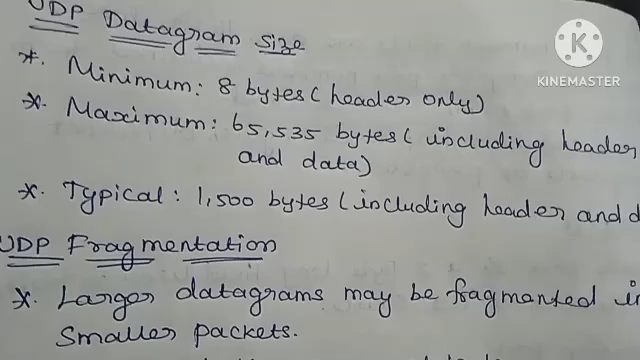 UDP Datagram Size
* Minimum: 8 bytes (header only)
* Maximum: 65,535 bytes (including header
and data)
* Typical: 1,500 bytes (including header and d
UDP Fragmentation
* Larger datagrams may be fragmented in
Smaller packets.
K
KINEMASTER